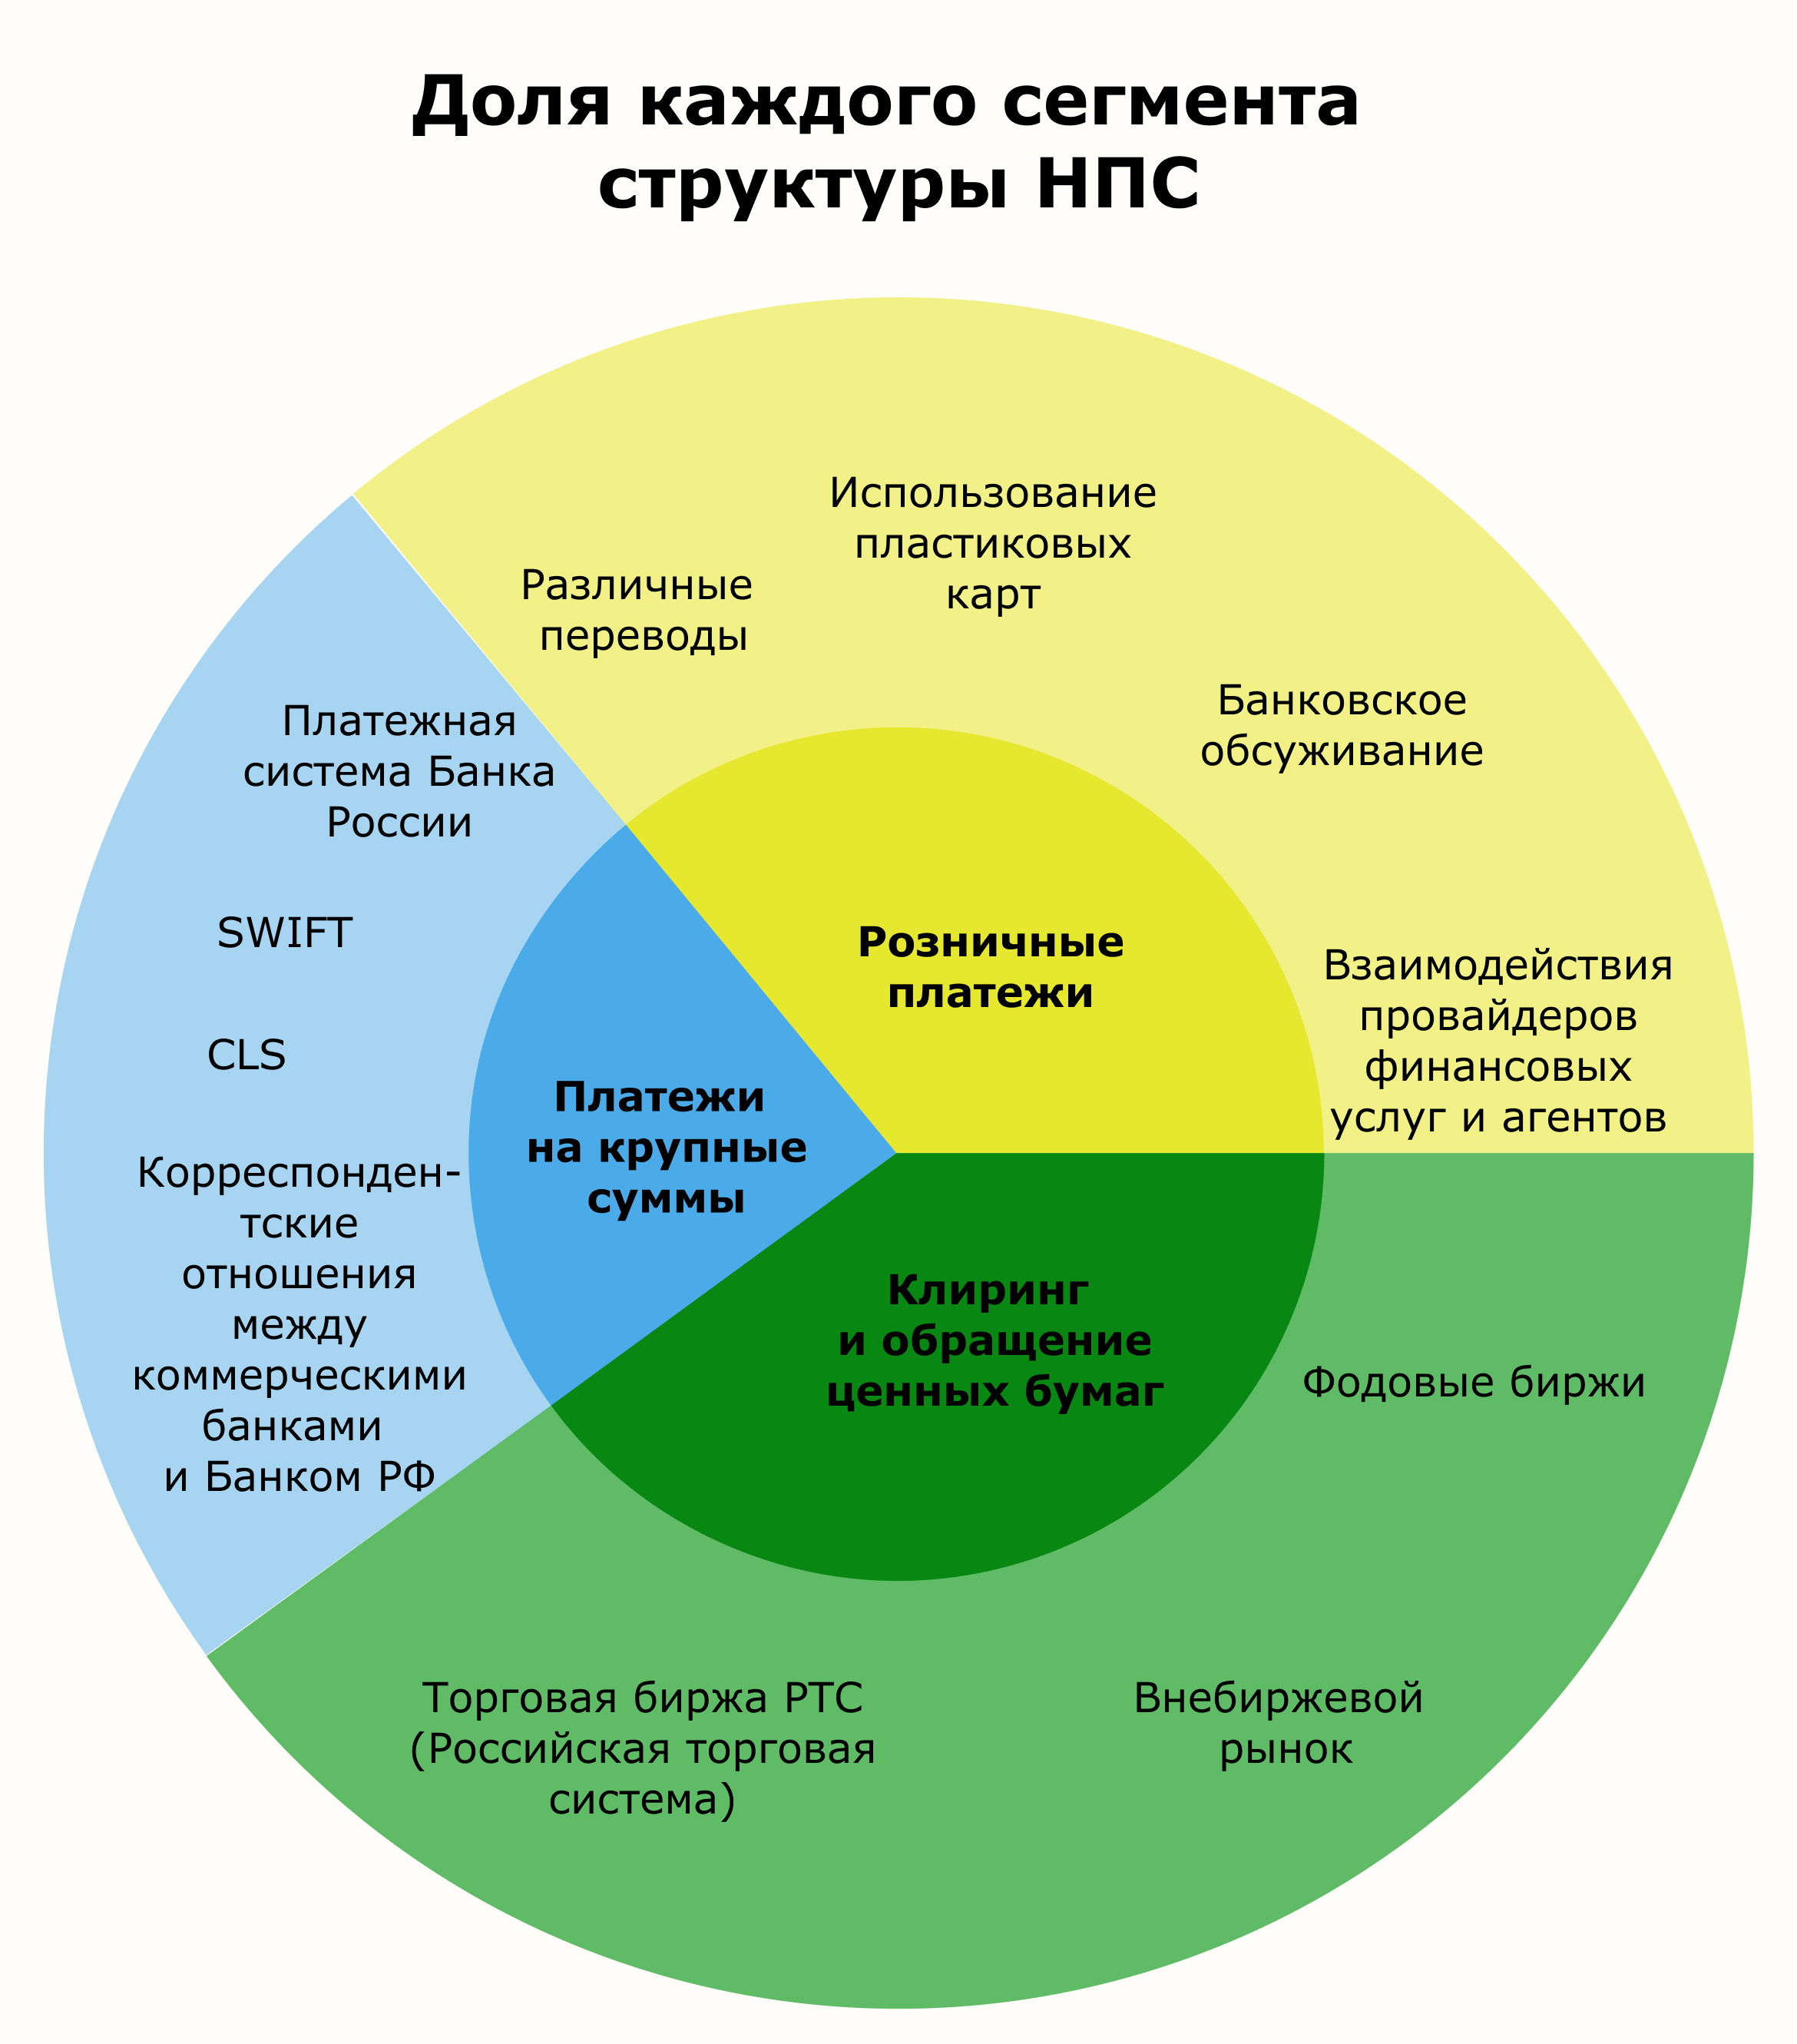 Доля каждого сегмента
структуры НПС
Использование
пластиковых
карт
Различные
переводы
Банковское
обсуживание
Взаимодействия
провайдеров
финансовых
услуг и агентов
Розничные
платежи
Платежная
система Банка
России
SWIFT
CLS
Корреспонден-
тские
отношения
между
коммерческими
банками
и Банком РФ
Платежи
на крупные
суммы
Клиринг
и обращение
ценных бумаг
Фодовые биржи
Торговая биржа РТС
(Российская торговая
система)
Внебиржевой
рынок